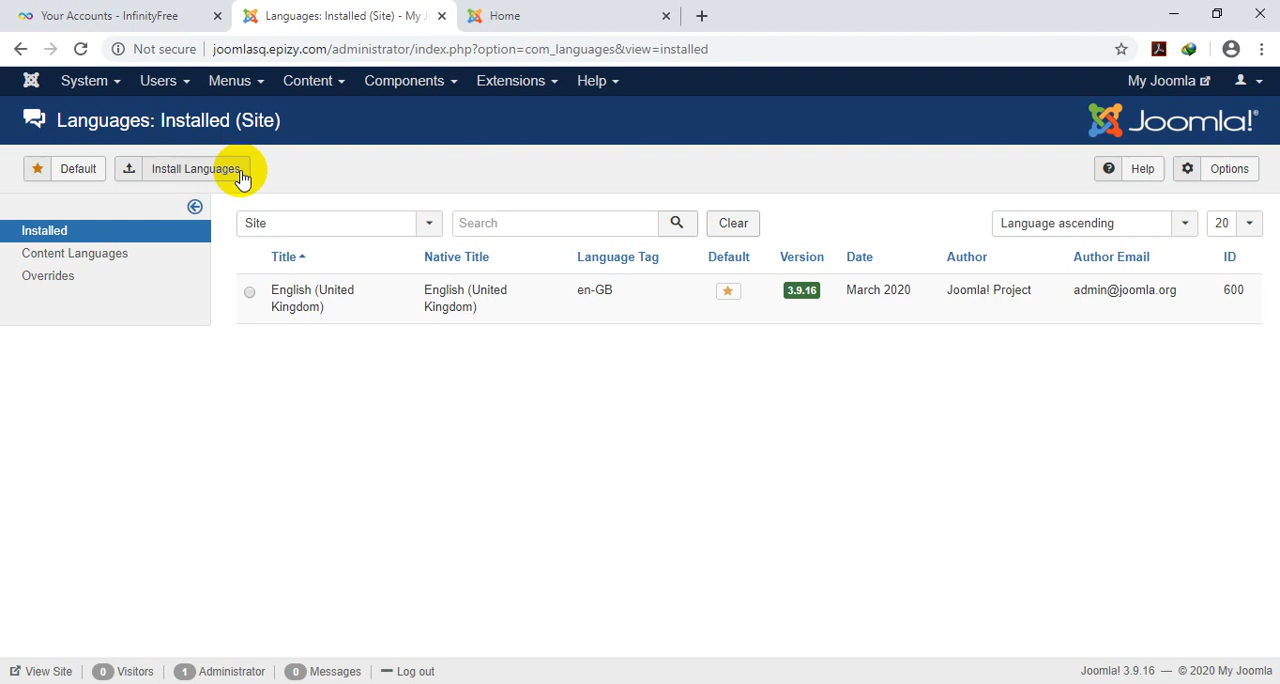 Your Accounts - InfinityFree
Languages: Installed (Site) - My J
Home
Not secure
joomlasq.epizy.com/administrator/index.php?option=com_languages&view=installed
System Users Menus Content Components Extensions Help My Joomla
Languages: Installed (Site)
Joomla!®
Default Install Languages Help Options
Installed
Content Languages
Overrides
Site Search Clear Language ascending 20
Title Native Title Language Tag Default Version Date Author Author Email ID
English (United Kingdom) English (United Kingdom) en-GB 3.9.16 March 2020 Joomla! Project admin@joomla.org 600
View Site 0 Visitors 1 Administrator 0 Messages Log out
Joomla! 3.9.16 — © 2020 My Joomla